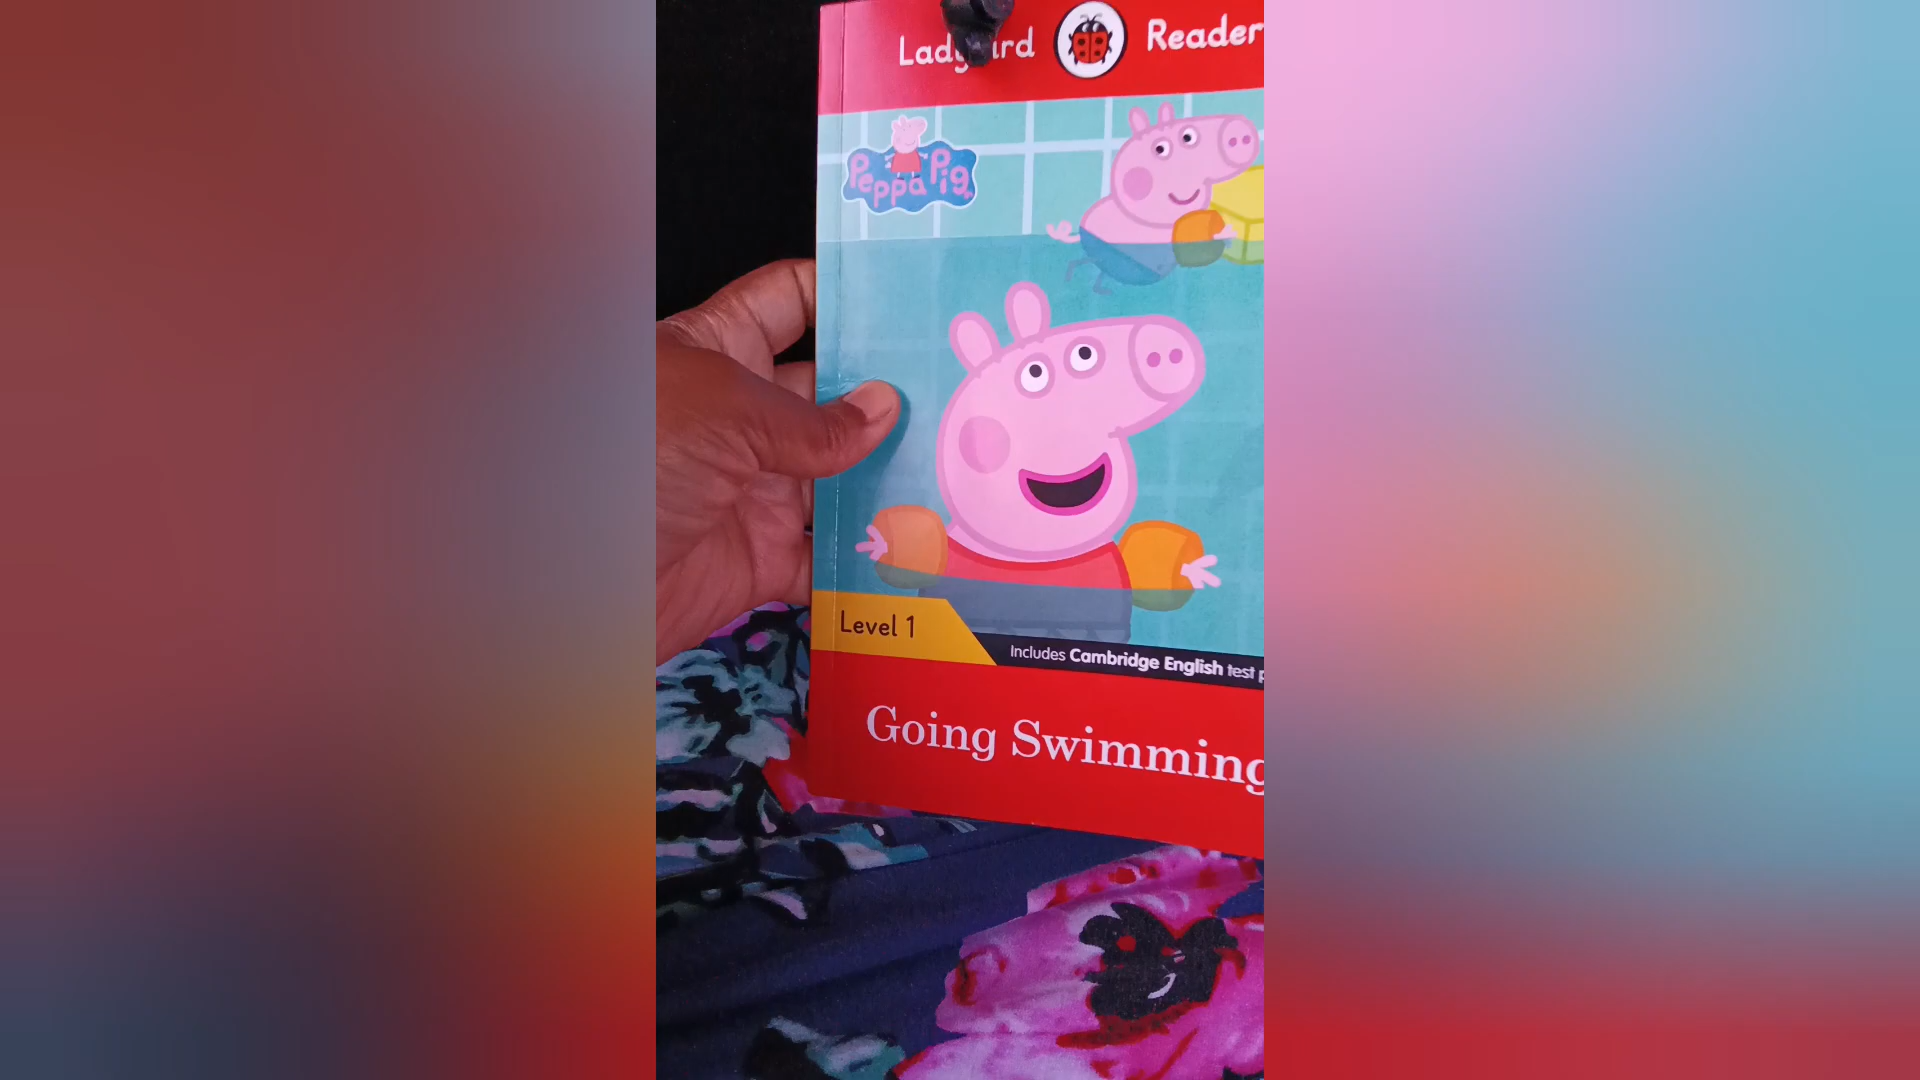 Reader
Peppa Pig
Level 1
Includes Cambridge English test
Going Swimming